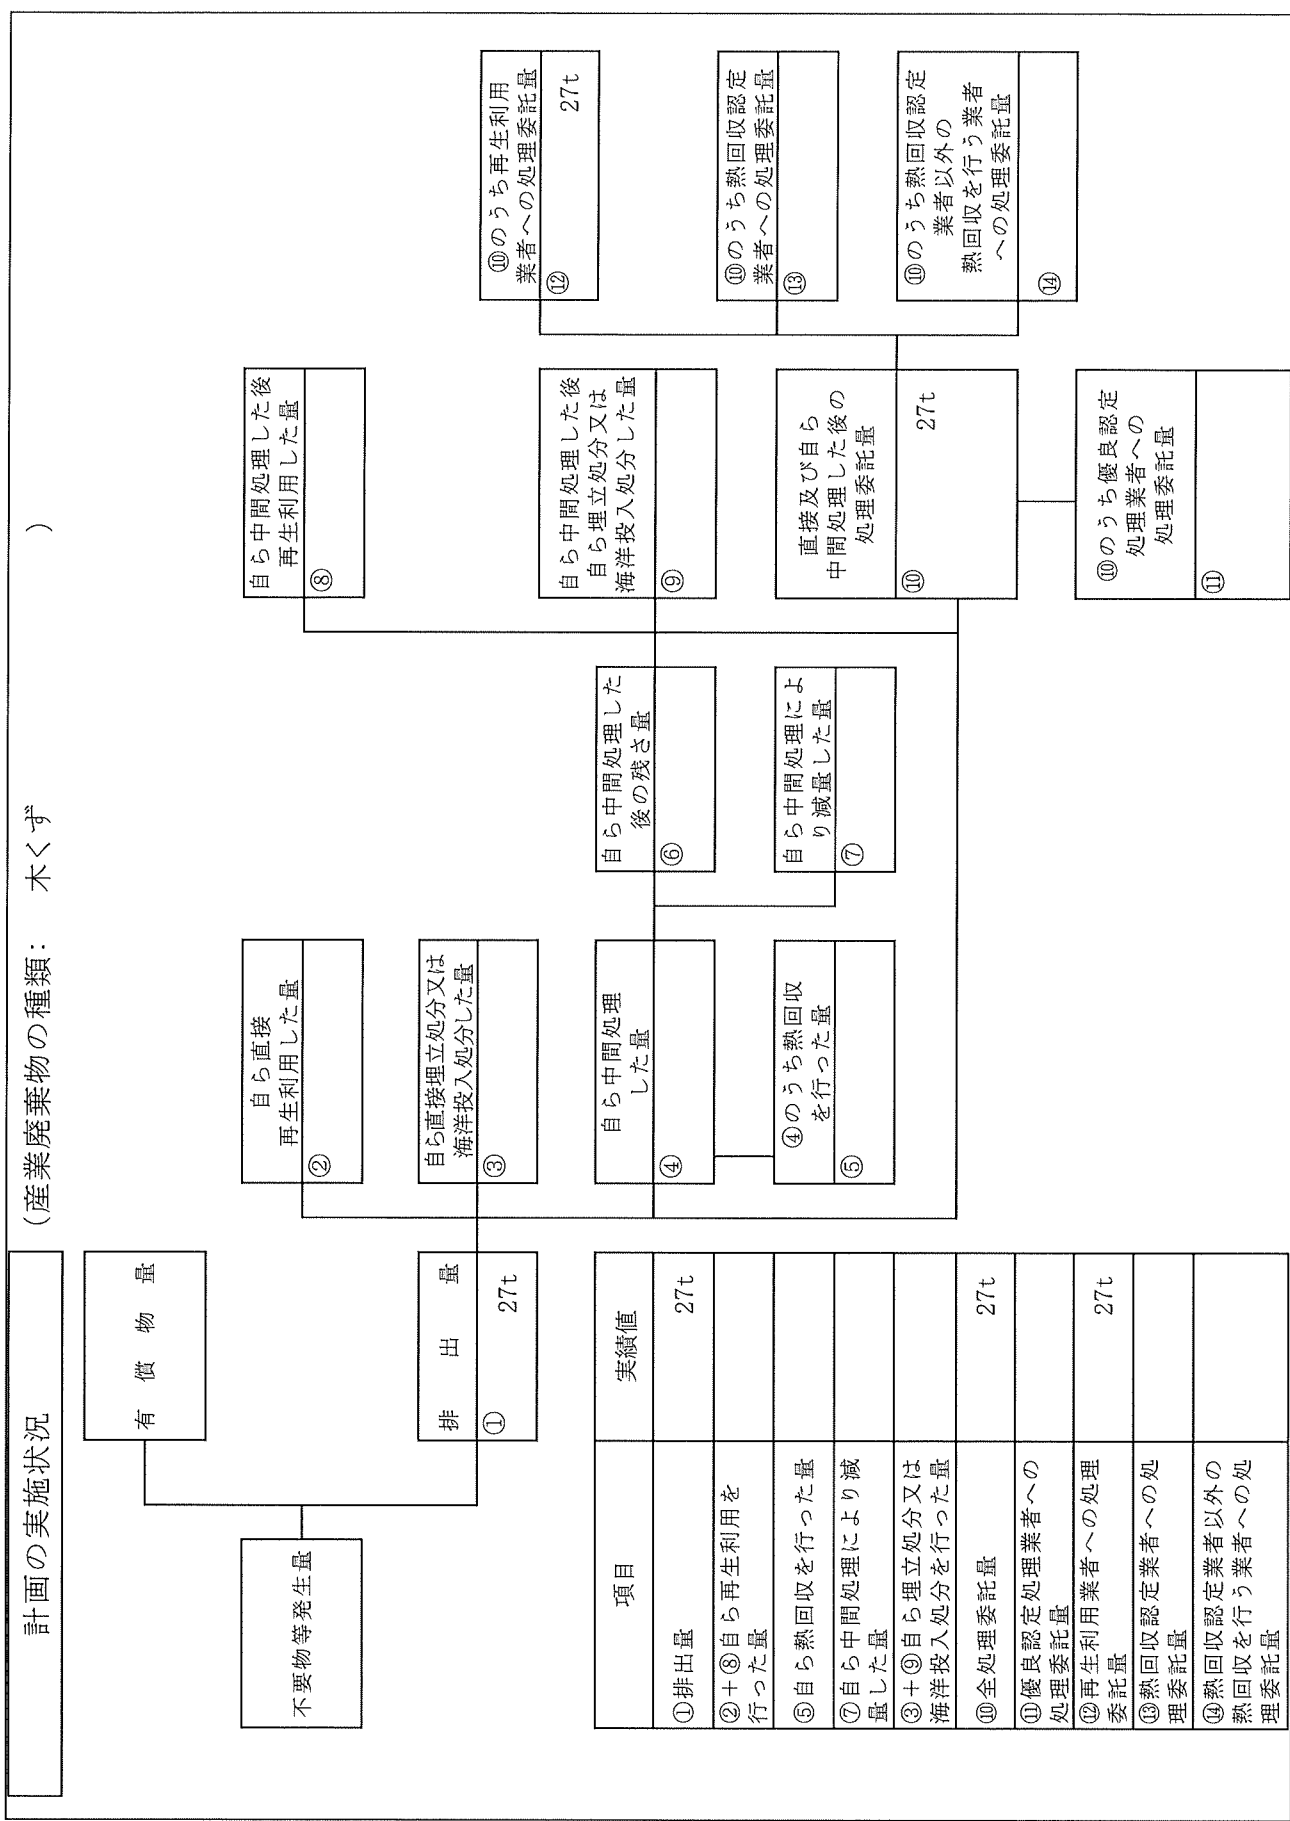 計画の実施状況
(産業廃棄物の種類： 木くず )
不要物等発生量
有償物量
排出量
① 27t
自ら直接
再生利用した量
②
自ら直接埋立処分又は
海洋投入処分した量
③
自ら中間処理
した量
④
④のうち熱回収
を行った量
⑤
自ら中間処理した
後の残さ量
⑥
自ら中間処理によ
り減量した量
⑦
自ら中間処理した後
再生利用した量
⑧
自ら中間処理した後
自ら埋立処分又は
海洋投入処分した量
⑨
直接及び自ら
中間処理した後の
処理委託量
⑩ 27t
⑩のうち優良認定
処理業者への
処理委託量
⑪
⑩のうち再生利用
業者への処理委託量
⑫ 27t
⑩のうち熱回収認定
業者への処理委託量
⑬
⑩のうち熱回収認定
業者以外の
熱回収を行う業者
への処理委託量
⑭
項目 実績値
①排出量 27t
②＋⑧自ら再生利用を
行った量
⑤自ら熱回収を行った量
⑦自ら中間処理により減
量した量
③＋⑨自ら埋立処分又は
海洋投入処分を行った量
⑩全処理委託量 27t
⑪優良認定処理業者への
処理委託量
⑫再生利用業者への処理
委託量 27t
⑬熱回収認定業者への処
理委託量
⑭熱回収認定業者以外の
熱回収を行う業者への処
理委託量